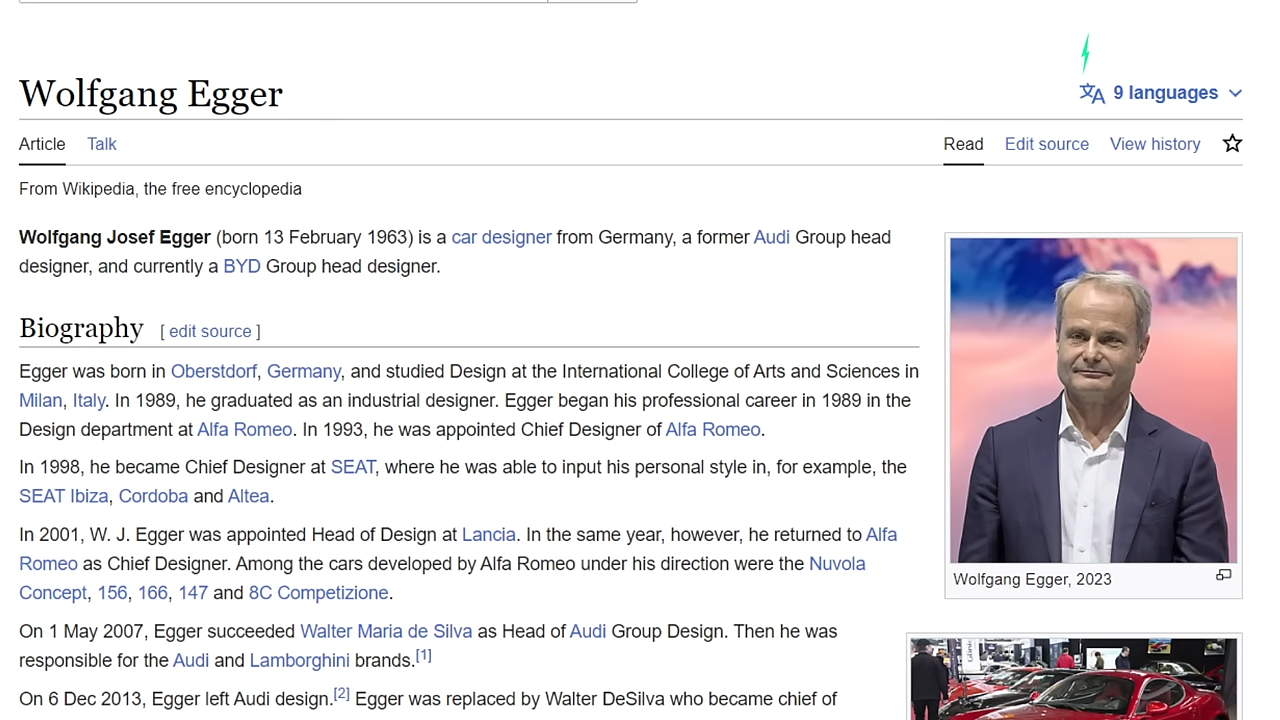 Wolfgang Egger
9 languages
Article Talk
Read Edit source View history
From Wikipedia, the free encyclopedia
Wolfgang Josef Egger (born 13 February 1963) is a car designer from Germany, a former Audi Group head
designer, and currently a BYD Group head designer.
Biography [ edit source ]
Egger was born in Oberstdorf, Germany, and studied Design at the International College of Arts and Sciences in
Milan, Italy. In 1989, he graduated as an industrial designer. Egger began his professional career in 1989 in the
Design department at Alfa Romeo. In 1993, he was appointed Chief Designer of Alfa Romeo.
In 1998, he became Chief Designer at SEAT, where he was able to input his personal style in, for example, the
SEAT Ibiza, Cordoba and Altea.
In 2001, W. J. Egger was appointed Head of Design at Lancia. In the same year, however, he returned to Alfa
Romeo as Chief Designer. Among the cars developed by Alfa Romeo under his direction were the Nuvola
Concept, 156, 166, 147 and 8C Competizione.
On 1 May 2007, Egger succeeded Walter Maria de Silva as Head of Audi Group Design. Then he was
responsible for the Audi and Lamborghini brands.[1]
On 6 Dec 2013, Egger left Audi design.[2] Egger was replaced by Walter DeSilva who became chief of
Wolfgang Egger, 2023